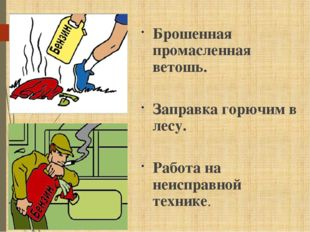 Бензин
Бензин
Брошенная
промасленная
ветошь.
Заправка горючим в
лесу.
Работа на
неисправной
технике.